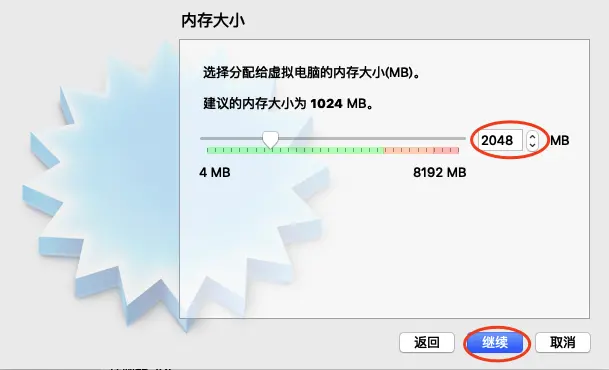 内存大小
选择分配给虚拟电脑的内存大小(MB)。
建议的内存大小为 1024 MB。
2048 MB
4 MB 8192 MB
返回 继续 取消